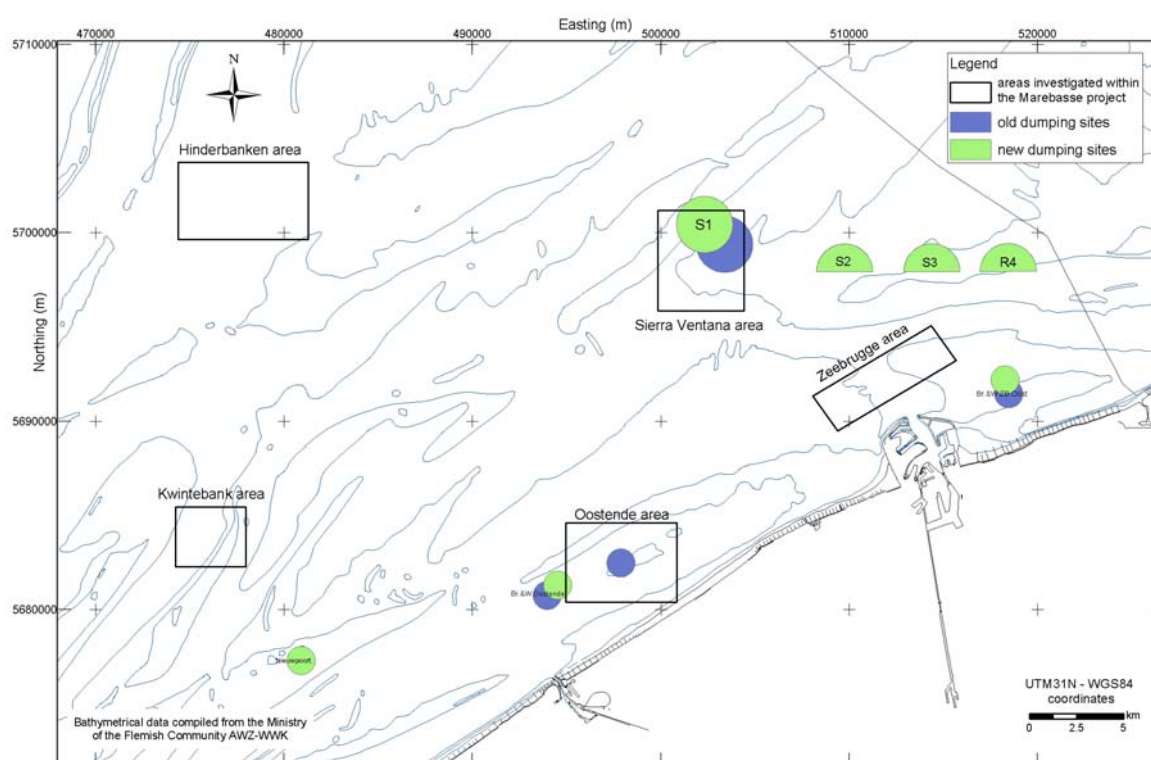 Easting (m)
470000 480000 490000 500000 510000 520000
5710000
N
Legend
areas investigated within
the Marebasse project
old dumping sites
new dumping sites
Hinderbanken area
5700000
S1
S2 S3 R4
Northing (m)
Sierra Ventana area
Zeebrugge area
5690000
Kwintebank area
Oostende area
5680000
Br &W Oostende
Nieuwpoort
UTM31N - WGS84
coordinates
km
0 2.5 5
Bathymetrical data compiled from the Ministry
of the Flemish Community AWZ-WWK